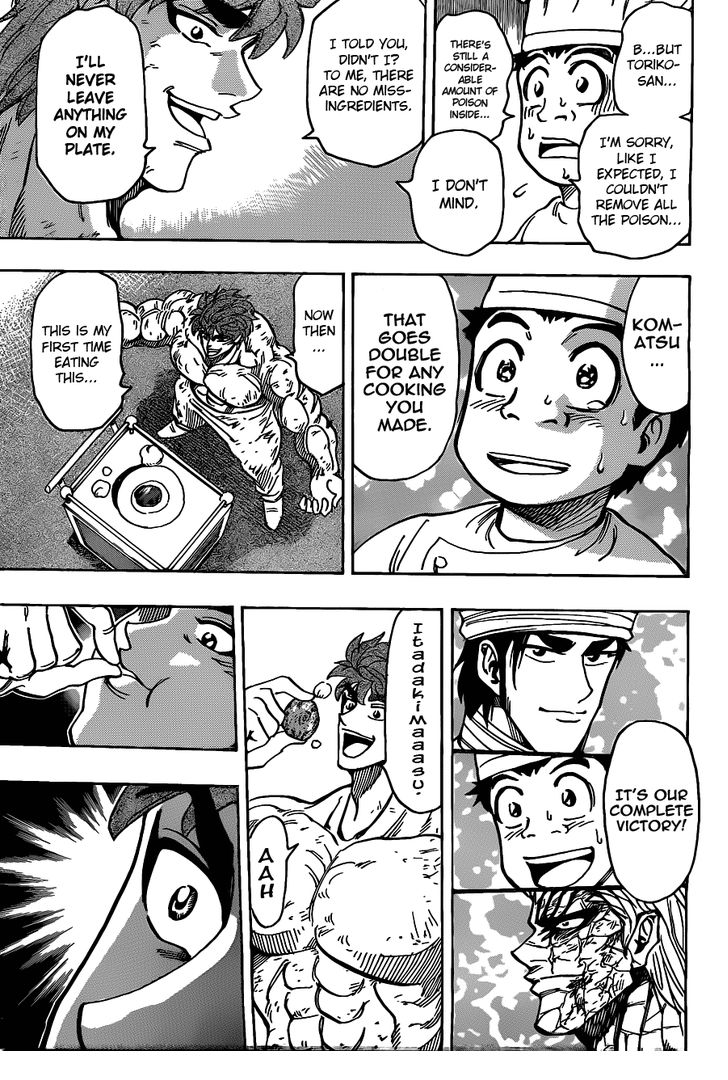 B...BUT
TORIKO-
SAN...
THERE'S
STILL A
CONSIDER-
ABLE
AMOUNT OF
POISON
INSIDE...
I'M SORRY,
LIKE I
EXPECTED, I
COULDN'T
REMOVE ALL
THE POISON...
I DON'T
MIND.
I TOLD YOU,
DIDN'T I?
TO ME, THERE
ARE NO MISS-
INGREDIENTS.
I'LL
NEVER
LEAVE
ANYTHING
ON MY
PLATE.
KOM-
ATSU
...
THAT
GOES
DOUBLE
FOR ANY
COOKING
YOU
MADE.
NOW
THEN
...
THIS IS MY
FIRST TIME
EATING
THIS...
IT'S OUR
COMPLETE
VICTORY!
ItadakiMaaasu.
AAH